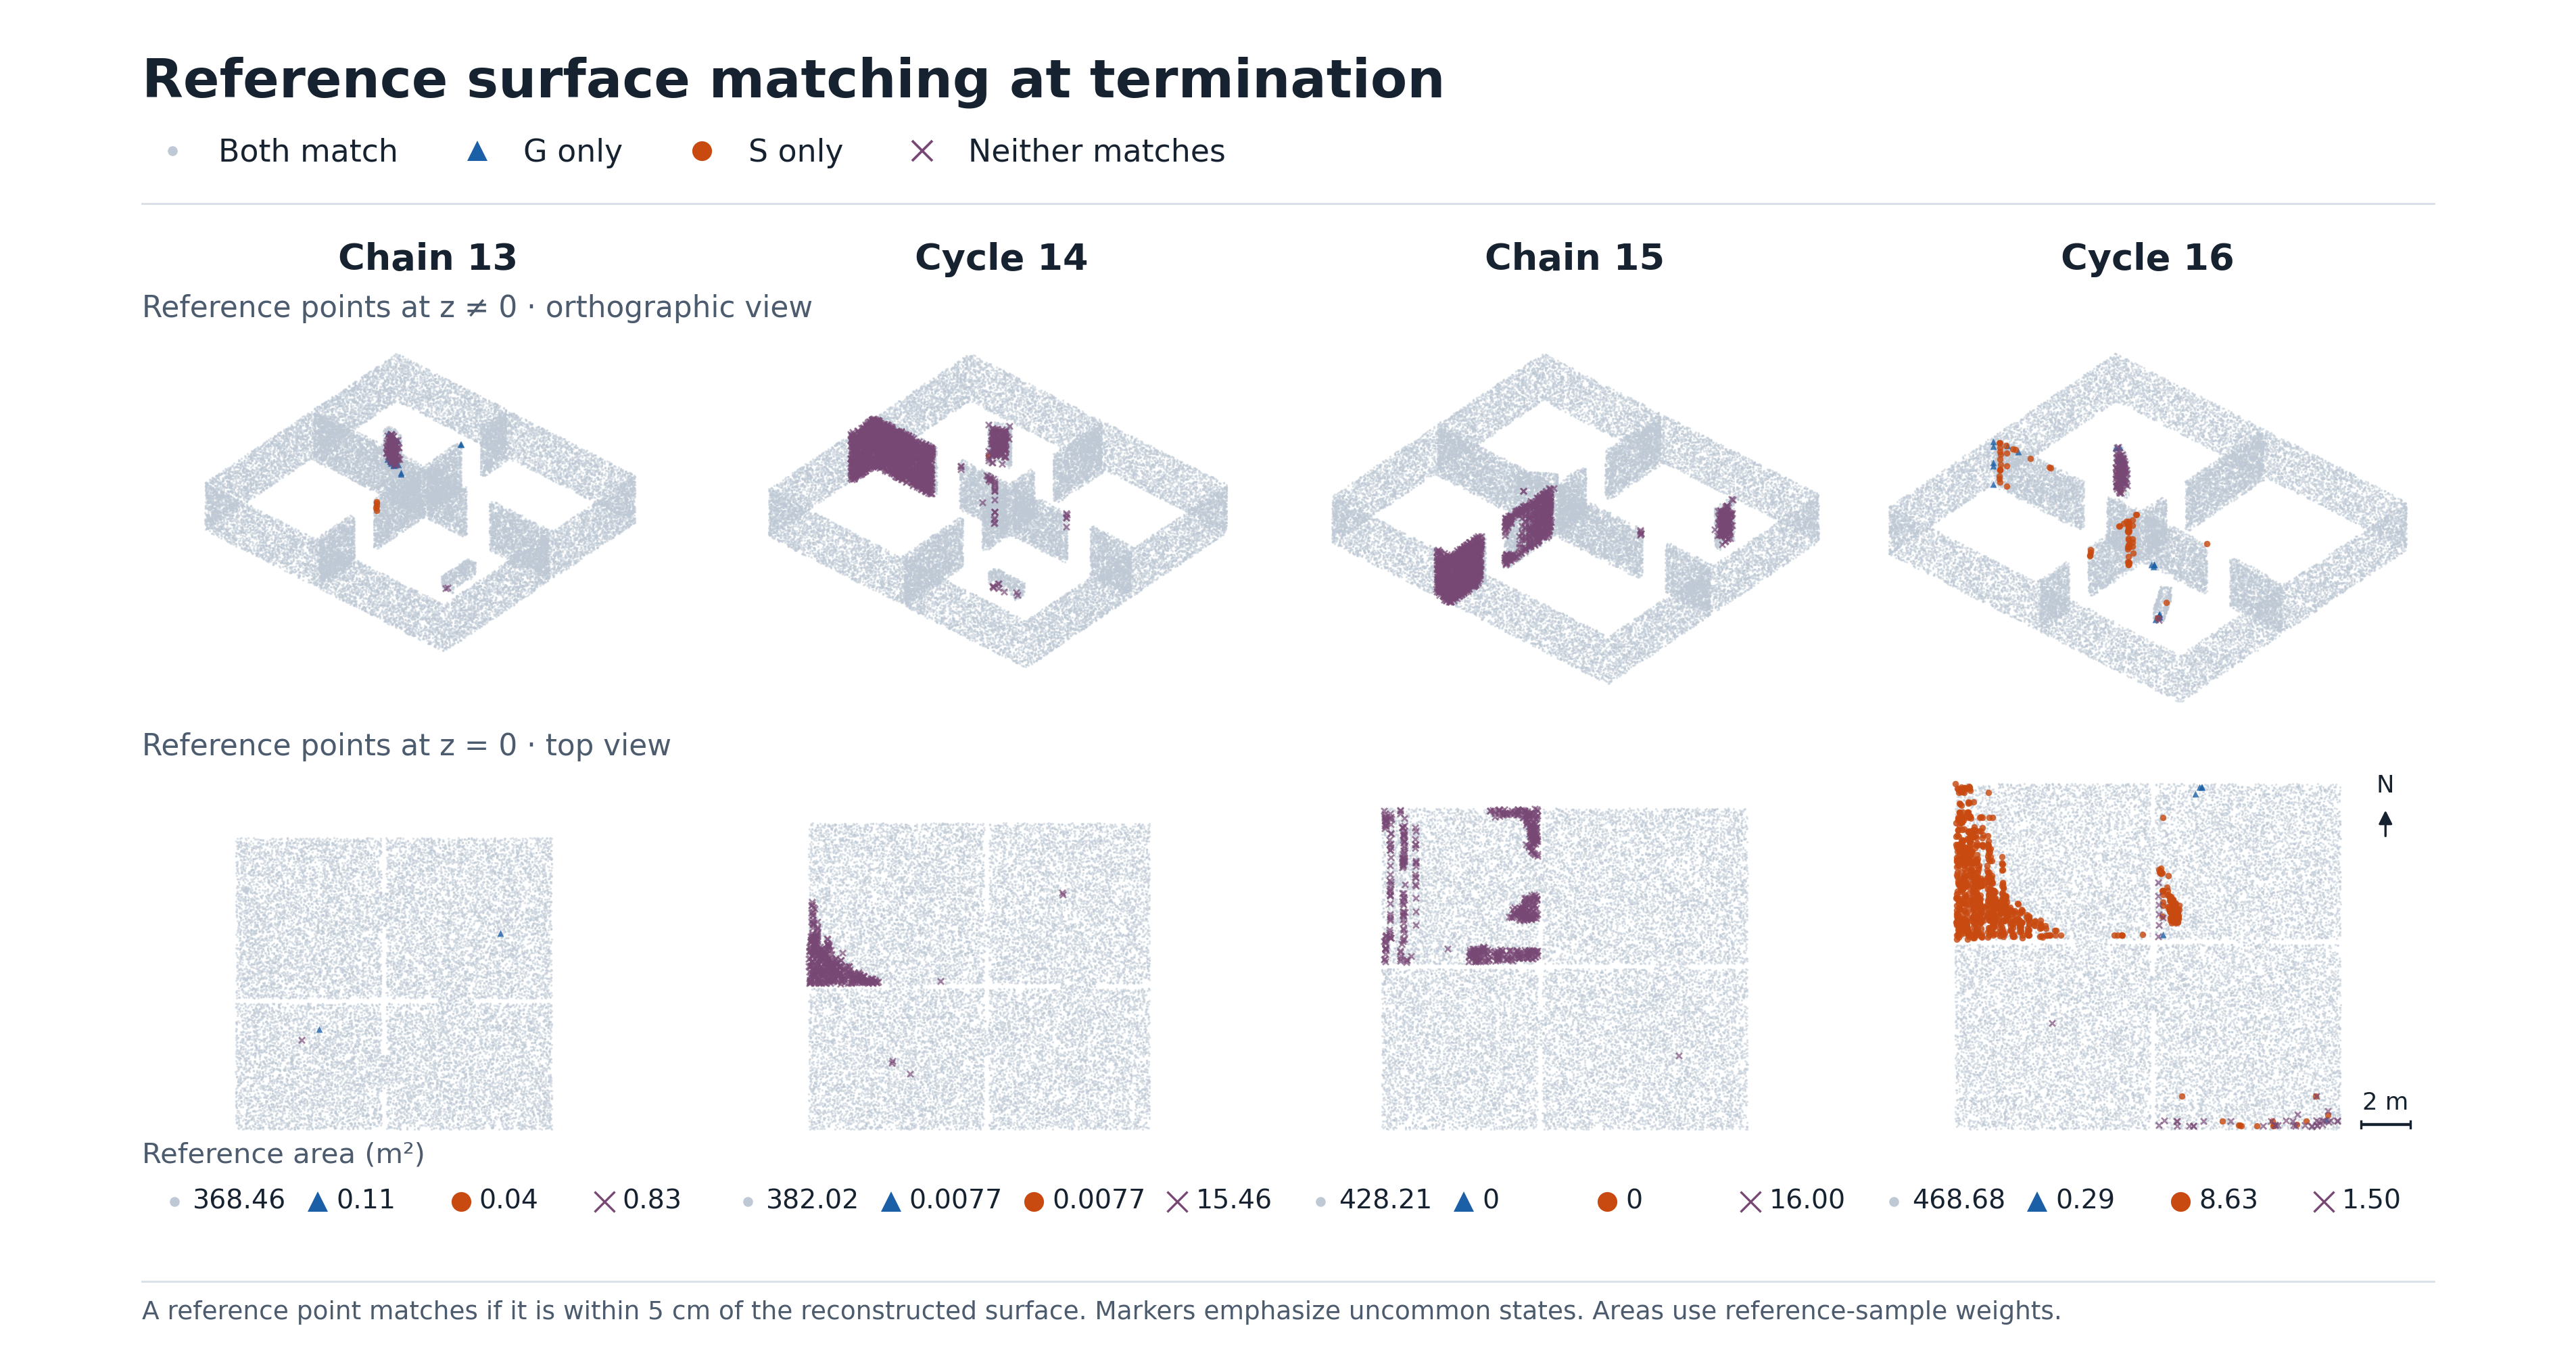 Reference surface matching at termination
Both match G only S only Neither matches
Chain 13 Cycle 14 Chain 15 Cycle 16
Reference points at z ≠ 0 · orthographic view
Reference points at z = 0 · top view
N
2 m
Reference area (m²)
368.46 0.11 0.04 0.83 382.02 0.0077 0.0077 15.46 428.21 0 0 16.00 468.68 0.29 8.63 1.50
A reference point matches if it is within 5 cm of the reconstructed surface. Markers emphasize uncommon states. Areas use reference-sample weights.